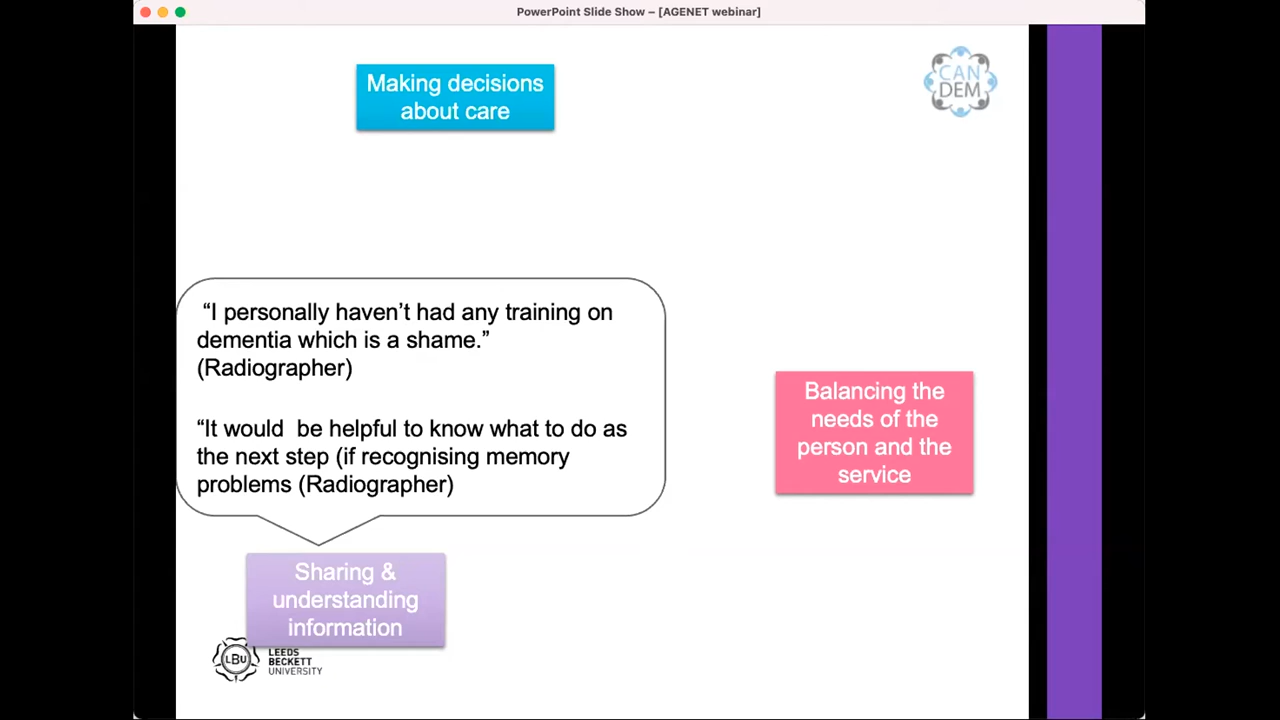 PowerPoint Slide Show – [AGENET webinar]
Making decisions
about care
CAN
DEM
“I personally haven’t had any training on
dementia which is a shame.”
(Radiographer)
“It would  be helpful to know what to do as
the next step (if recognising memory
problems (Radiographer)
Balancing the
needs of the
person and the
service
Sharing &
understanding
information
LBU
LEEDS
BECKETT
UNIVERSITY